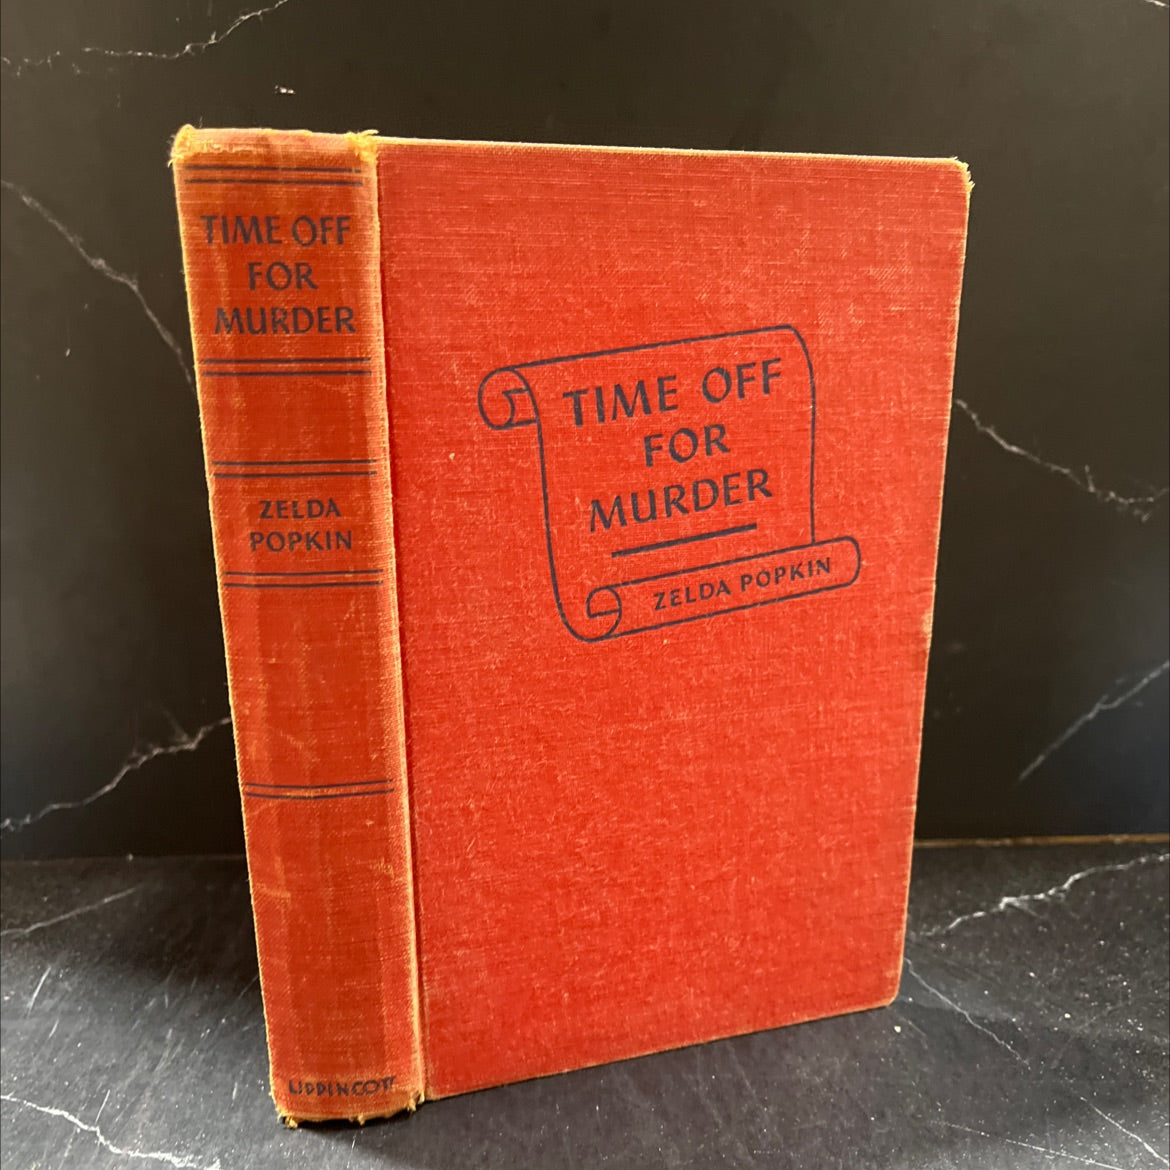 TIME OFF
FOR
MURDER
ZELDA
POPKIN
LIPPINCOTT
TIME OFF
FOR
MURDER
ZELDA POPKIN